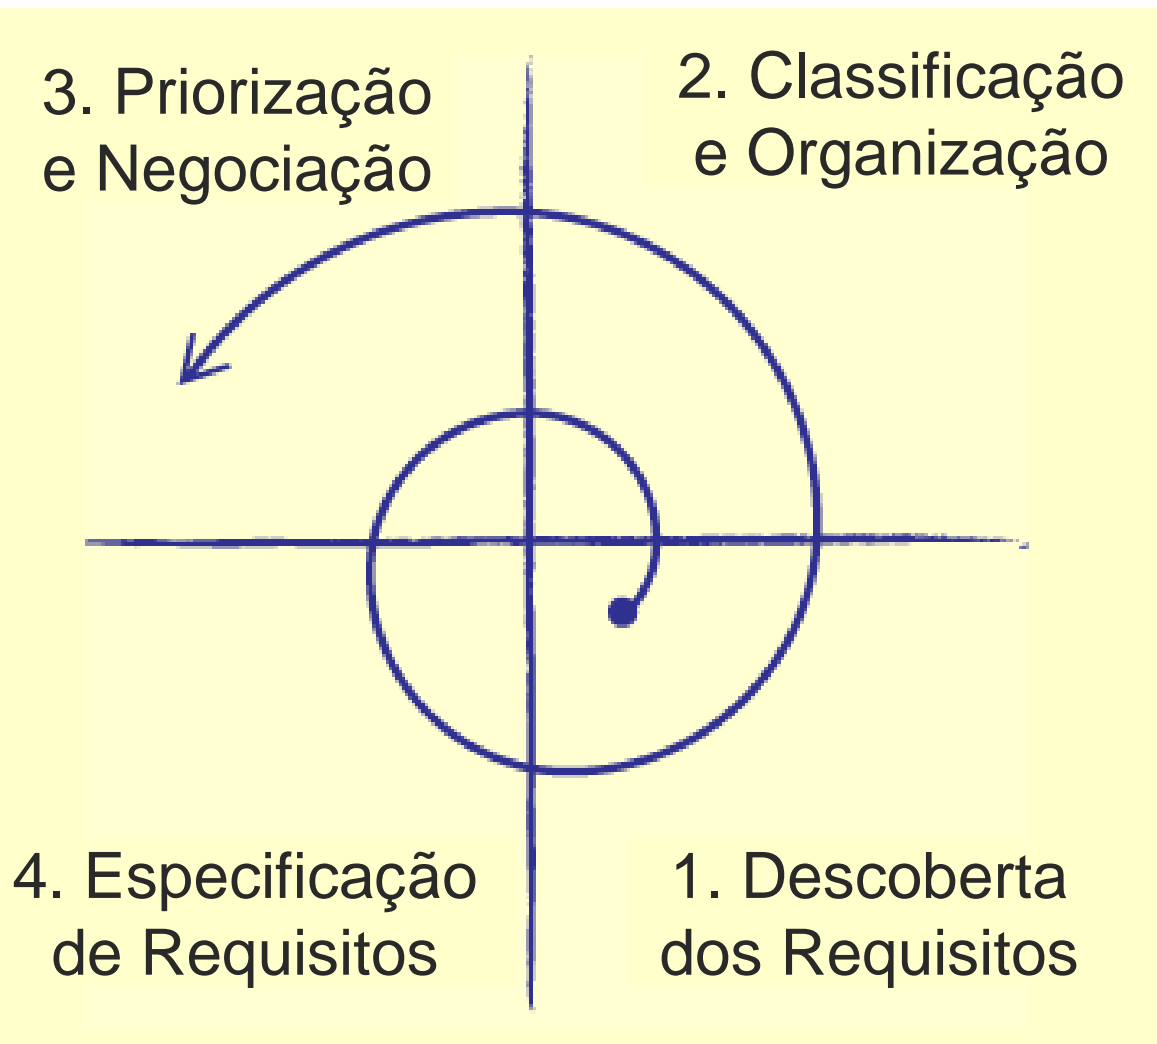 3. Priorização
e Negociação
2. Classificação
e Organização
4. Especificação
de Requisitos
1. Descoberta
dos Requisitos